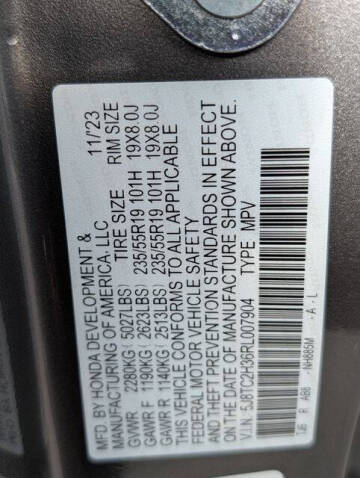 MFD. BY HONDA DEVELOPMENT & 11/'23
MANUFACTURING OF AMERICA, LLC
TIRE SIZE RIM SIZE
GVWR 2280KG( 5027LBS)
GAWR F 1190KG( 2623LBS) 235/55R19 101H 19X8.0J
GAWR R 1140KG( 2513LBS) 235/55R19 101H 19X8.0J
THIS VEHICLE CONFORMS TO ALL APPLICABLE
FEDERAL MOTOR VEHICLE SAFETY
AND THEFT PREVENTION STANDARDS IN EFFECT
ON THE DATE OF MANUFACTURE SHOWN ABOVE.
V.I.N: 5J8TC2H36RL007904 TYPE MPV
TJB R AB6 NH885M - A - L